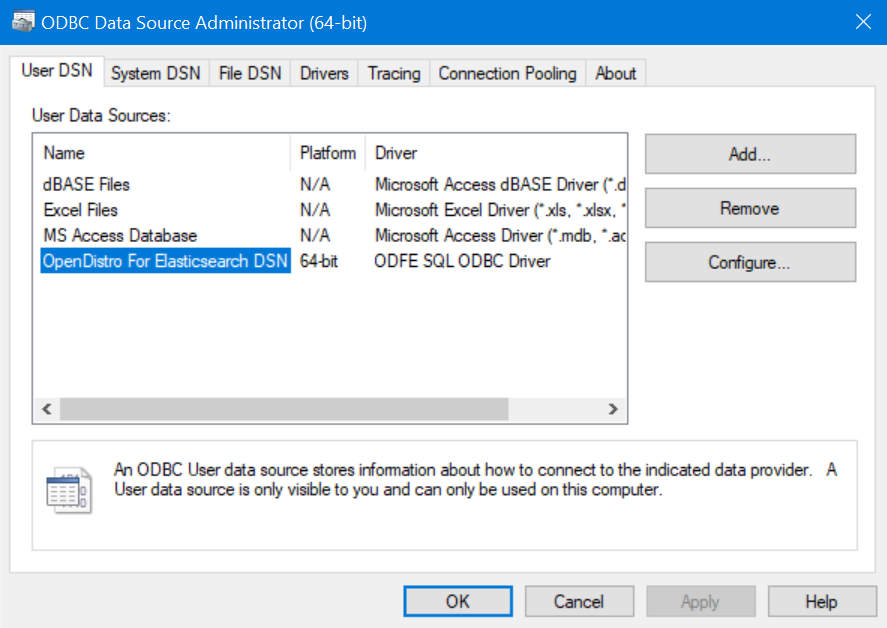 ODBC Data Source Administrator (64-bit)
User DSN System DSN File DSN Drivers Tracing Connection Pooling About
User Data Sources:
Name Platform Driver
dBASE Files N/A Microsoft Access dBASE Driver (*.d
Excel Files N/A Microsoft Excel Driver (*.xls, *.xlsx, *
MS Access Database N/A Microsoft Access Driver (*.mdb, *.ac
OpenDistro For Elasticsearch DSN 64-bit ODFE SQL ODBC Driver
Add...
Remove
Configure...
An ODBC User data source stores information about how to connect to the indicated data provider. A
User data source is only visible to you and can only be used on this computer.
OK Cancel Apply Help